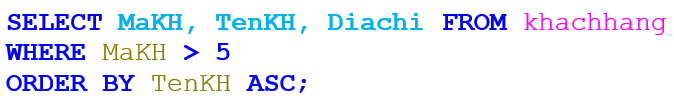 SELECT MaKH, TenKH, Diachi FROM khachhang
WHERE MaKH > 5
ORDER BY TenKH ASC;